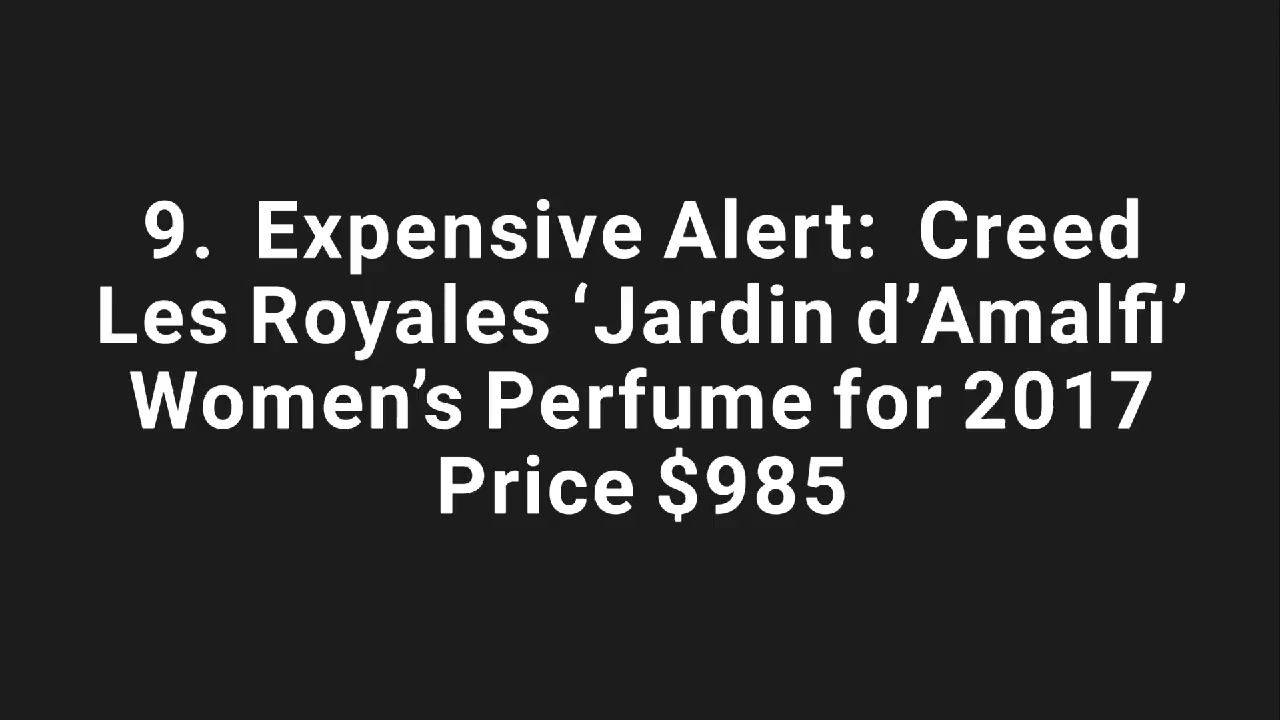 9.  Expensive Alert:  Creed
Les Royales ‘Jardin d’Amalfi’
Women’s Perfume for 2017
Price $985